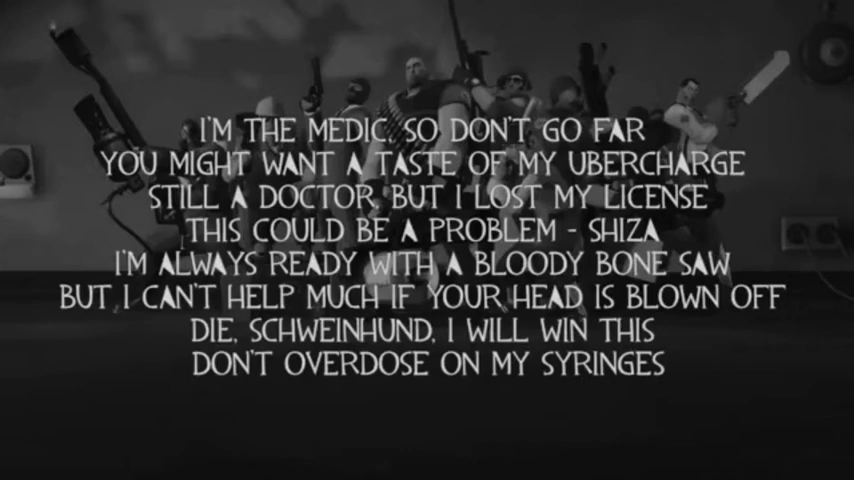 I'M THE MEDIC, SO DON'T GO FAR
YOU MIGHT WANT A TASTE OF MY UBERCHARGE
STILL A DOCTOR, BUT I LOST MY LICENSE
THIS COULD BE A PROBLEM - SHIZA
I'M ALWAYS READY WITH A BLOODY BONE SAW
BUT I CAN'T HELP MUCH IF YOUR HEAD IS BLOWN OFF
DIE, SCHWEINHUND, I WILL WIN THIS
DON'T OVERDOSE ON MY SYRINGES